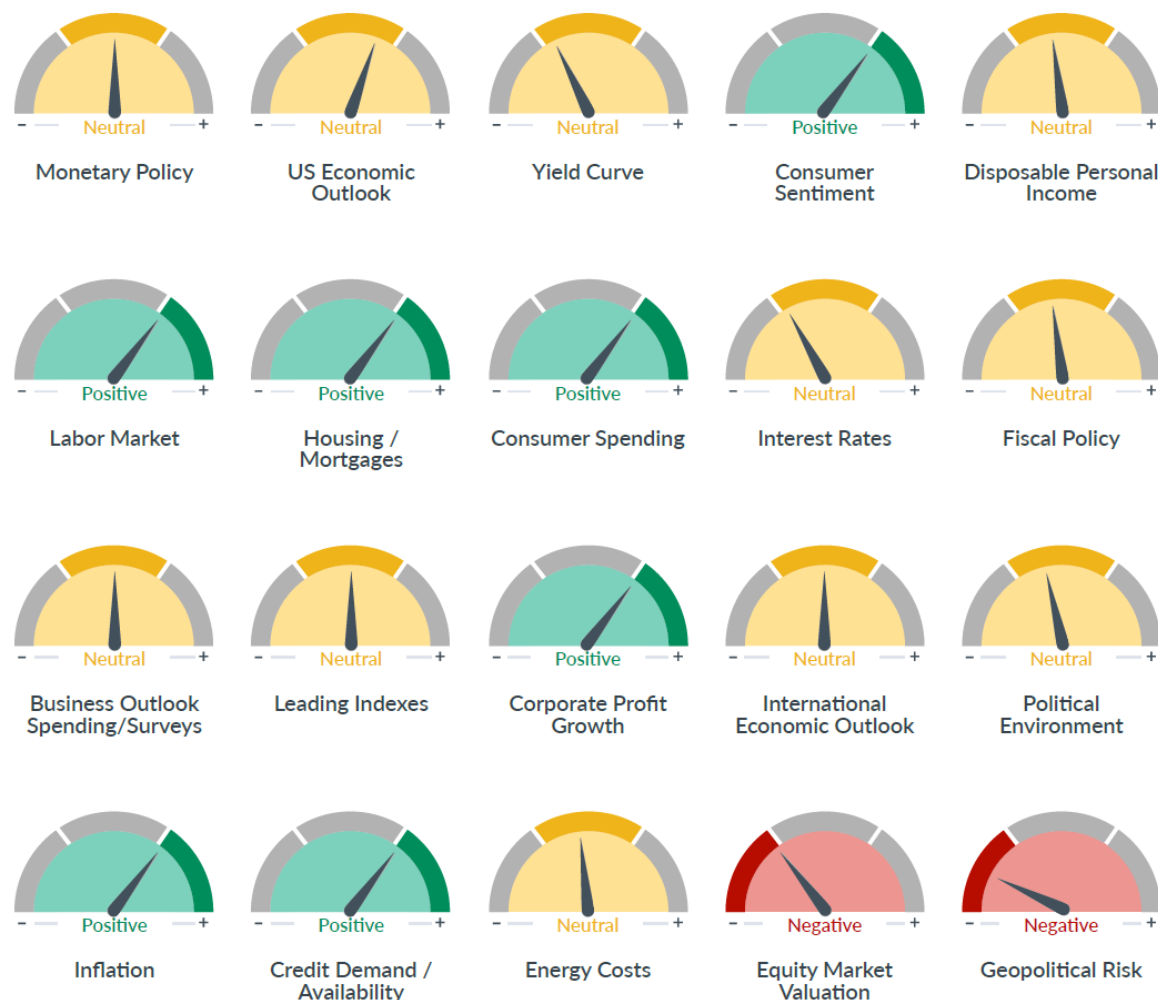 - Neutral +
- Neutral +
- Neutral +
- Positive +
- Neutral +
Monetary Policy
US Economic
Outlook
Yield Curve
Consumer
Sentiment
Disposable Personal
Income
- Positive +
- Positive +
- Positive +
- Neutral +
- Neutral +
Labor Market
Housing /
Mortgages
Consumer Spending
Interest Rates
Fiscal Policy
- Neutral +
- Neutral +
- Positive +
- Neutral +
- Neutral +
Business Outlook
Spending/Surveys
Leading Indexes
Corporate Profit
Growth
International
Economic Outlook
Political
Environment
- Positive +
- Positive +
- Neutral +
- Negative +
- Negative +
Inflation
Credit Demand /
Availability
Energy Costs
Equity Market
Valuation
Geopolitical Risk